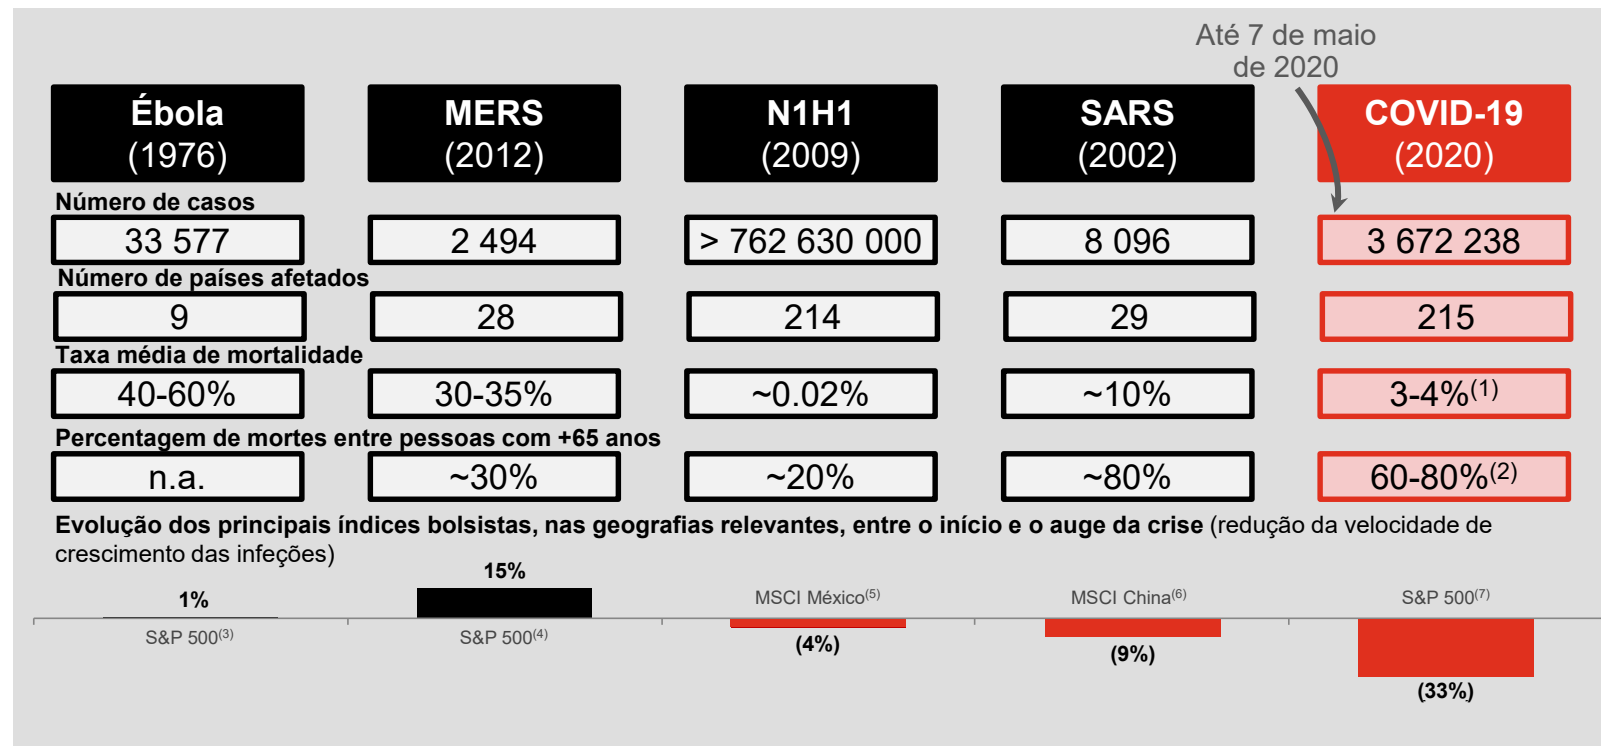 Até 7 de maio
de 2020
Ébola
(1976)
MERS
(2012)
N1H1
(2009)
SARS
(2002)
COVID-19
(2020)
Número de casos
33 577
2 494
> 762 630 000
8 096
3 672 238
Número de países afetados
9
28
214
29
215
Taxa média de mortalidade
40-60%
30-35%
~0.02%
~10%
3-4%(1)
Percentagem de mortes entre pessoas com +65 anos
n.a.
~30%
~20%
~80%
60-80%(2)
Evolução dos principais índices bolsistas, nas geografias relevantes, entre o início e o auge da crise (redução da velocidade de
crescimento das infeções)
1%
S&P 500(3)
15%
S&P 500(4)
MSCI México(5)
(4%)
MSCI China(6)
(9%)
S&P 500(7)
(33%)